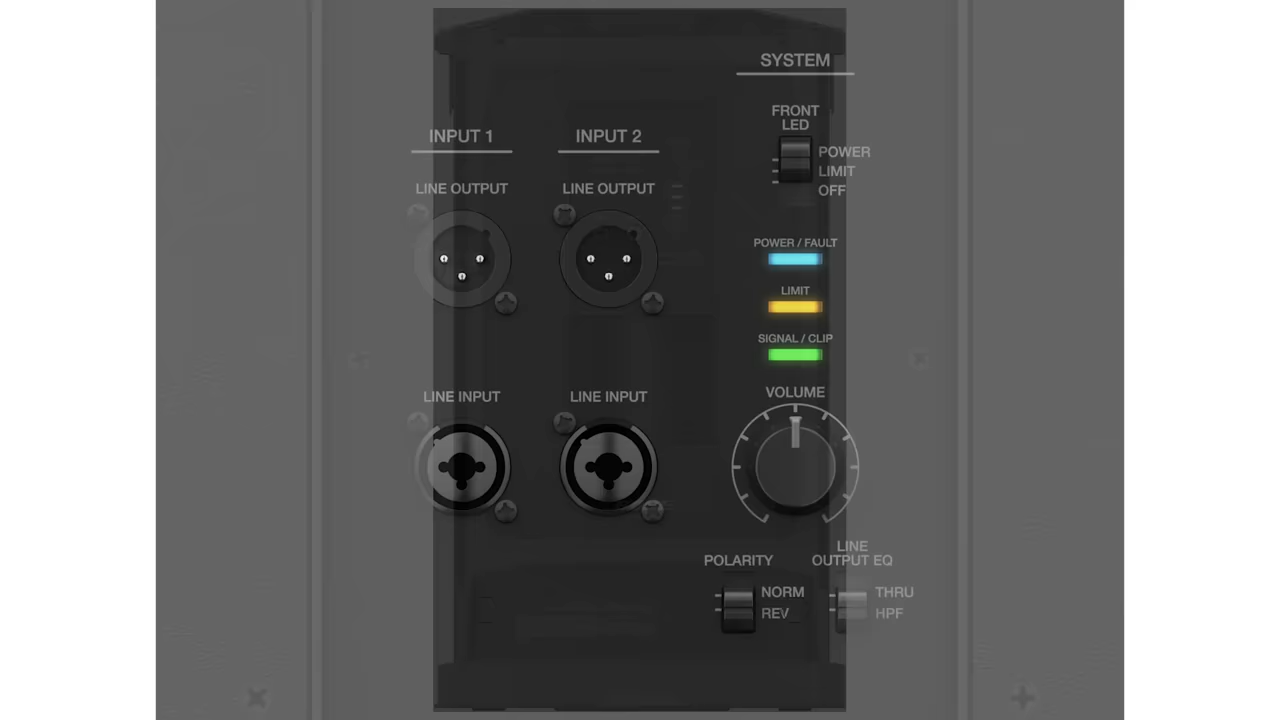 SYSTEM
FRONT
LED
POWER
LIMIT
OFF
INPUT 1
INPUT 2
LINE OUTPUT
LINE OUTPUT
POWER / FAULT
LIMIT
SIGNAL / CLIP
LINE INPUT
LINE INPUT
VOLUME
POLARITY
NORM
REV
LINE
OUTPUT EQ
THRU
HPF